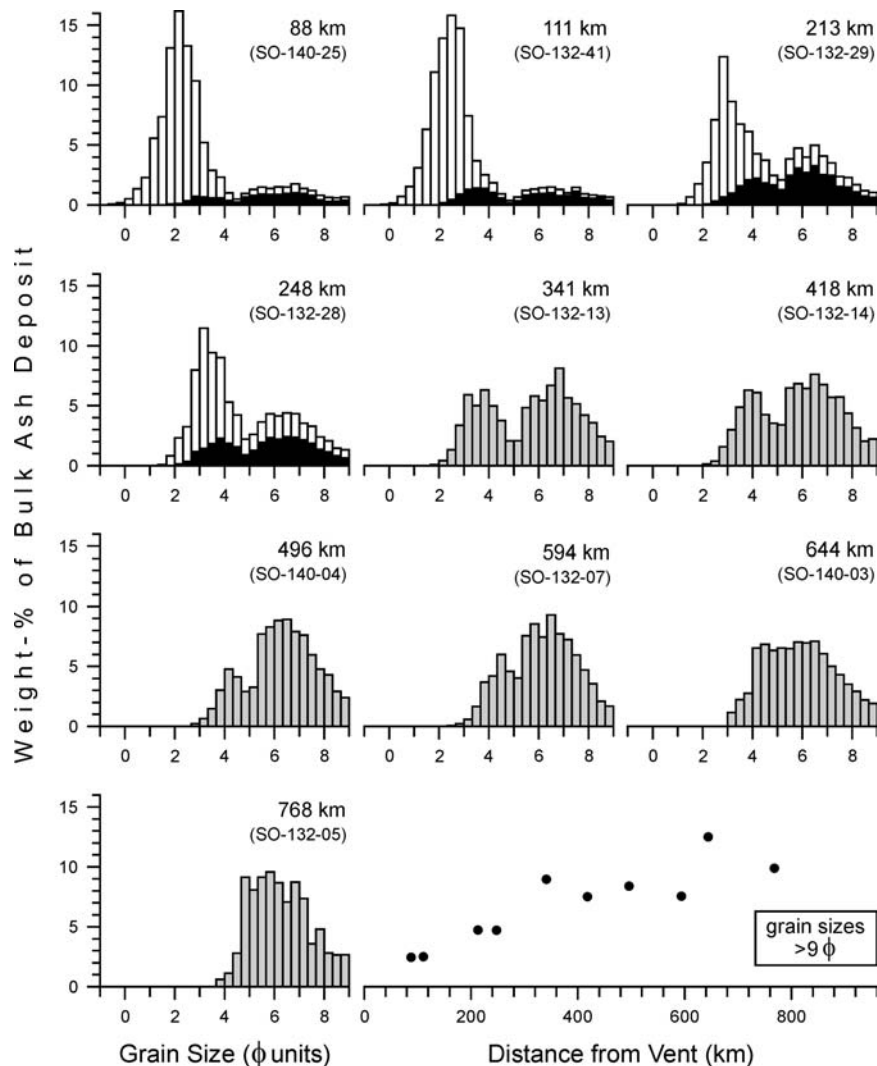 Weight-% of Bulk Ash Deposit
15
10
5
0
88 km
(SO-140-25)
0 2 4 6 8
111 km
(SO-132-41)
0 2 4 6 8
213 km
(SO-132-29)
0 2 4 6 8
15
10
5
0
248 km
(SO-132-28)
0 2 4 6 8
341 km
(SO-132-13)
0 2 4 6 8
418 km
(SO-132-14)
0 2 4 6 8
15
10
5
0
496 km
(SO-140-04)
0 2 4 6 8
594 km
(SO-132-07)
0 2 4 6 8
644 km
(SO-140-03)
0 2 4 6 8
15
10
5
0
768 km
(SO-132-05)
0 2 4 6 8
grain sizes
>9 ϕ
0 200 400 600 800
Grain Size (ϕ units)
Distance from Vent (km)